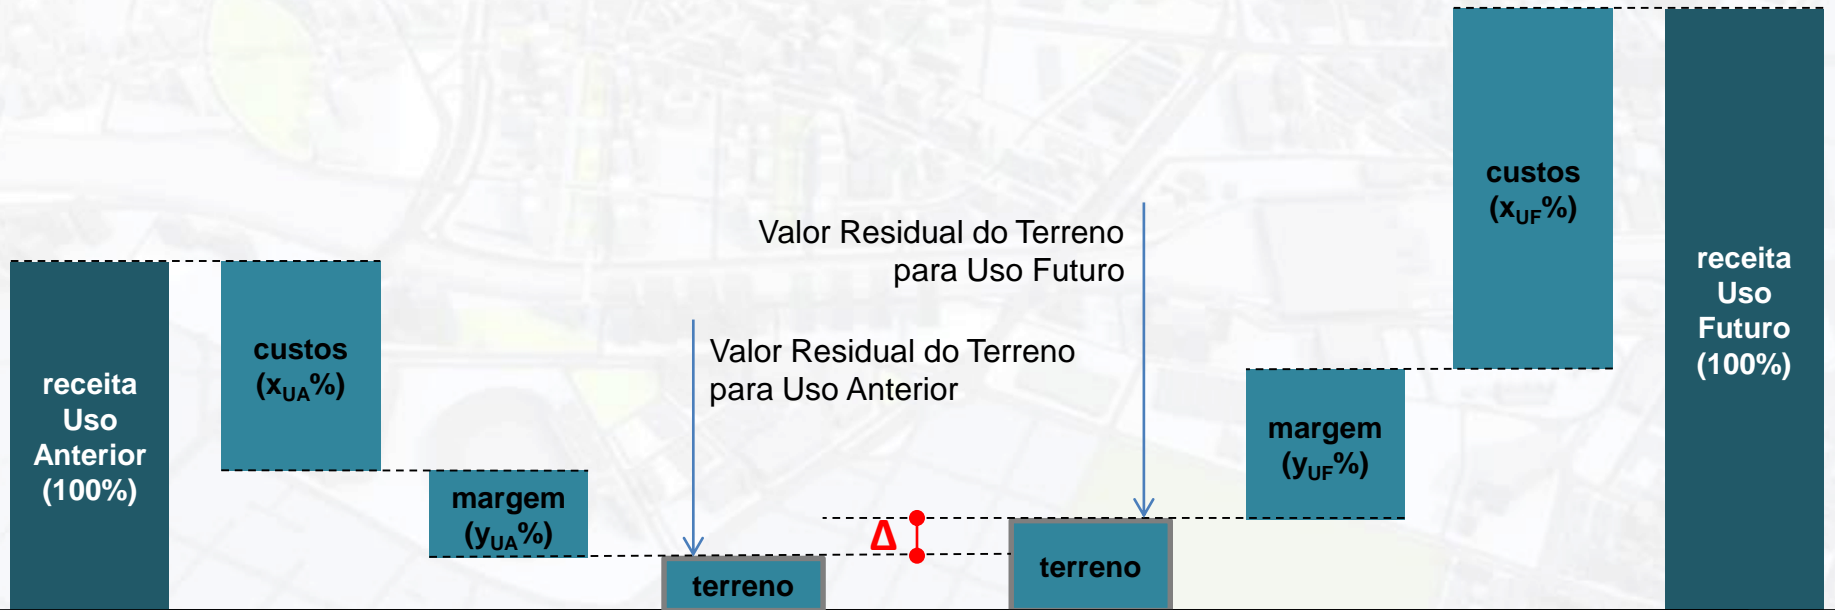 receita
Uso
Anterior
(100%)
custos
(xUA%)
margem
(yUA%)
terreno
Valor Residual do Terreno
para Uso Anterior
Δ
Valor Residual do Terreno
para Uso Futuro
terreno
margem
(yUF%)
custos
(xUF%)
receita
Uso
Futuro
(100%)